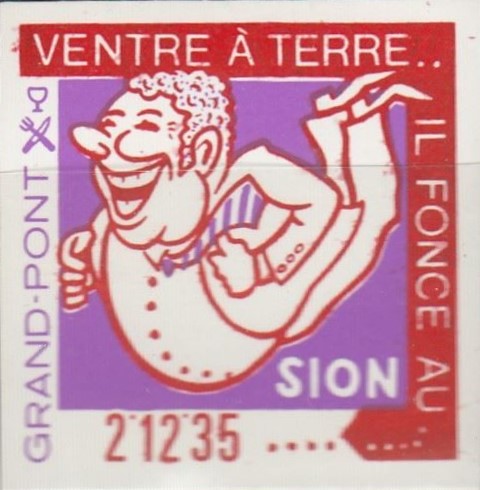 VENTRE À TERRE..
IL FONCE AU
GRAND-PONT
SION
2'12'35 ....